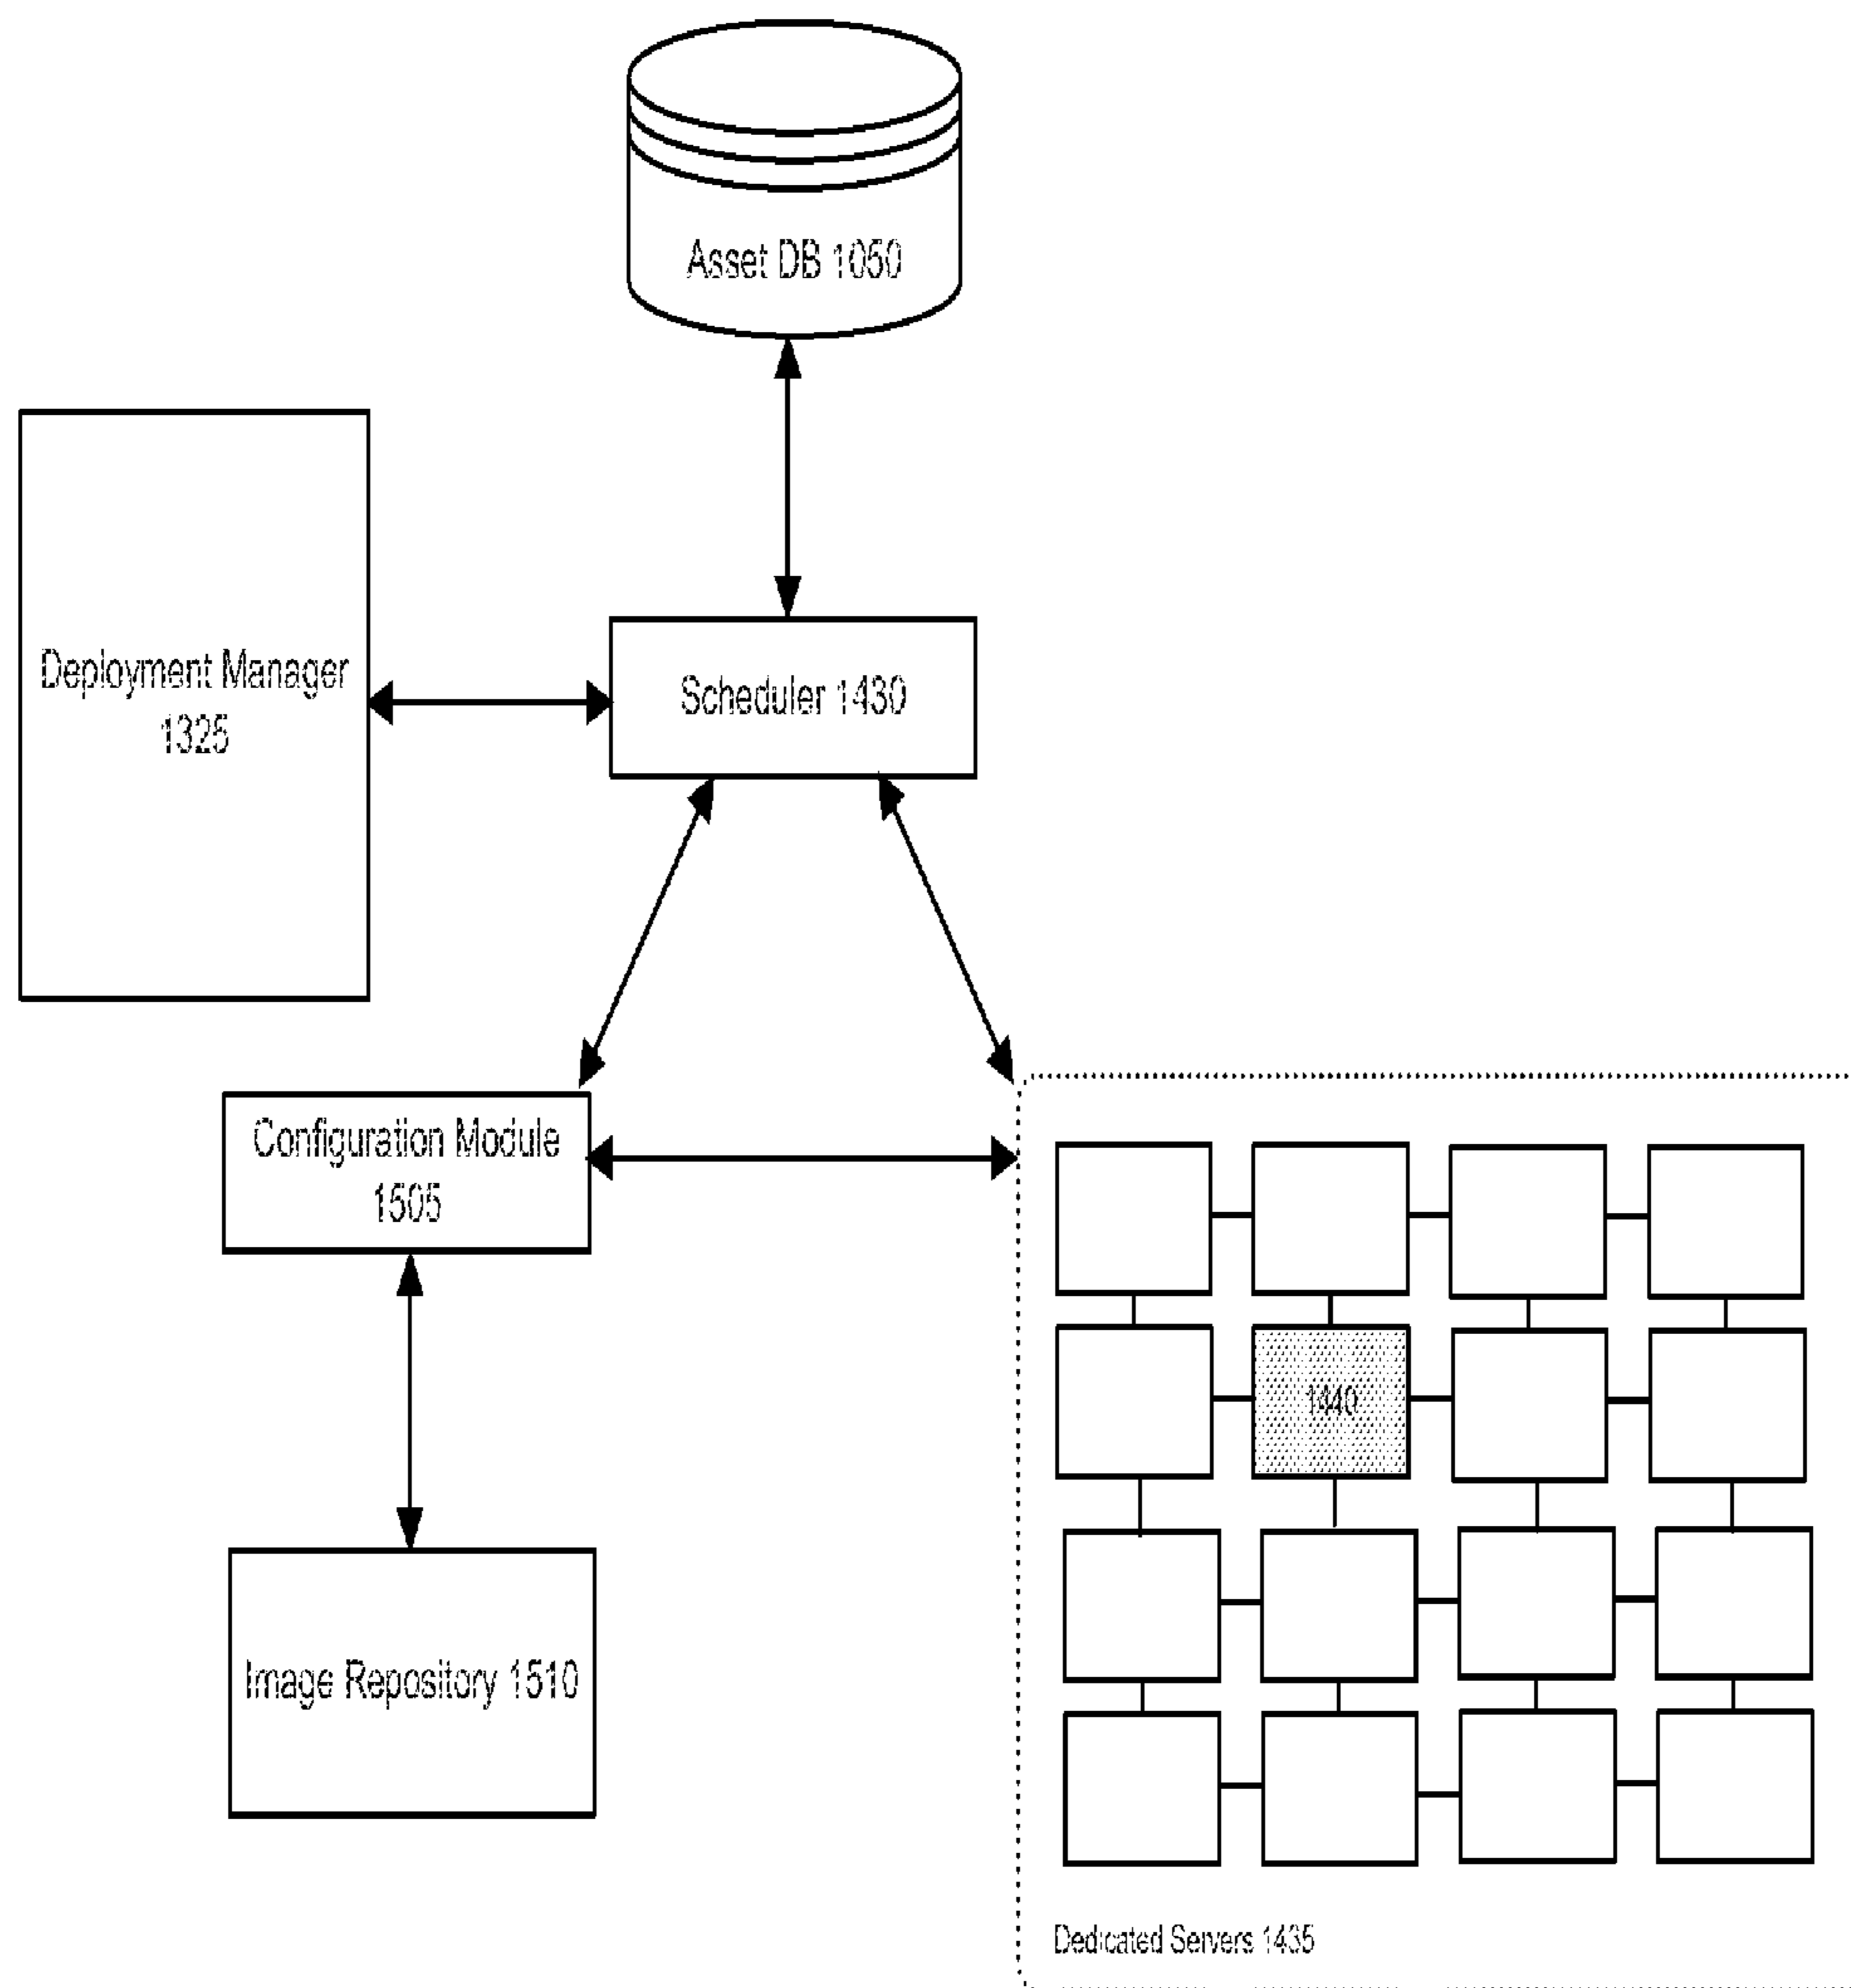 Asset DB 1050
Deployment Manager
1325
Scheduler 1430
Configuration Module
1505
1440
Image Repository 1510
Dedicated Servers 1435